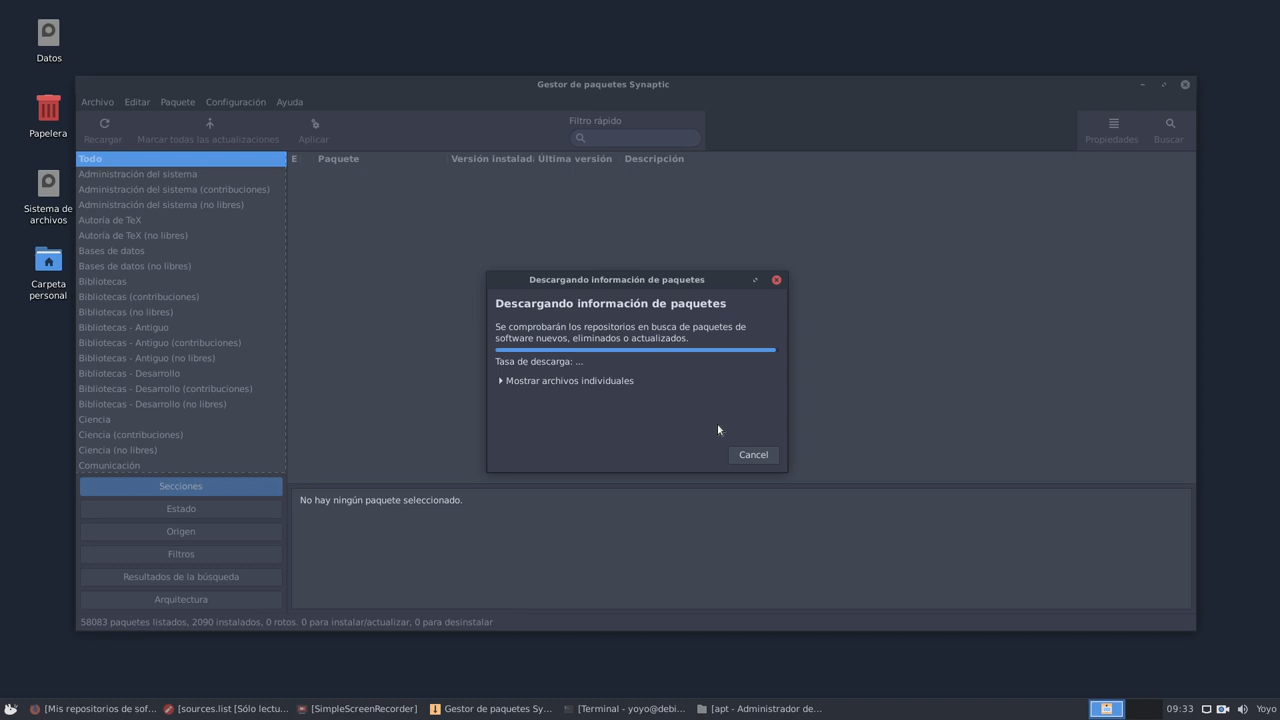 Datos
Papelera
Sistema de
archivos
Carpeta
personal
Gestor de paquetes Synaptic
Archivo Editar Paquete Configuración Ayuda
Recargar Marcar todas las actualizaciones Aplicar
Filtro rápido
Propiedades Buscar
Todo
Administración del sistema
Administración del sistema (contribuciones)
Administración del sistema (no libres)
Autoría de TeX
Autoría de TeX (no libres)
Bases de datos
Bases de datos (no libres)
Bibliotecas
Bibliotecas (contribuciones)
Bibliotecas (no libres)
Bibliotecas - Antiguo
Bibliotecas - Antiguo (contribuciones)
Bibliotecas - Antiguo (no libres)
Bibliotecas - Desarrollo
Bibliotecas - Desarrollo (contribuciones)
Bibliotecas - Desarrollo (no libres)
Ciencia
Ciencia (contribuciones)
Ciencia (no libres)
Comunicación
Secciones
Estado
Origen
Filtros
Resultados de la búsqueda
Arquitectura
E Paquete Versión instalad Última versión Descripción
Descargando información de paquetes
Descargando información de paquetes
Se comprobarán los repositorios en busca de paquetes de
software nuevos, eliminados o actualizados.
Tasa de descarga: ...
Mostrar archivos individuales
Cancel
No hay ningún paquete seleccionado.
58083 paquetes listados, 2090 instalados, 0 rotos. 0 para instalar/actualizar, 0 para desinstalar
[Mis repositorios de sof... [sources.list [Sólo lectu... [SimpleScreenRecorder] Gestor de paquetes Sy... [Terminal - yoyo@debi... [apt - Administrador de... 09:33 Yoyo